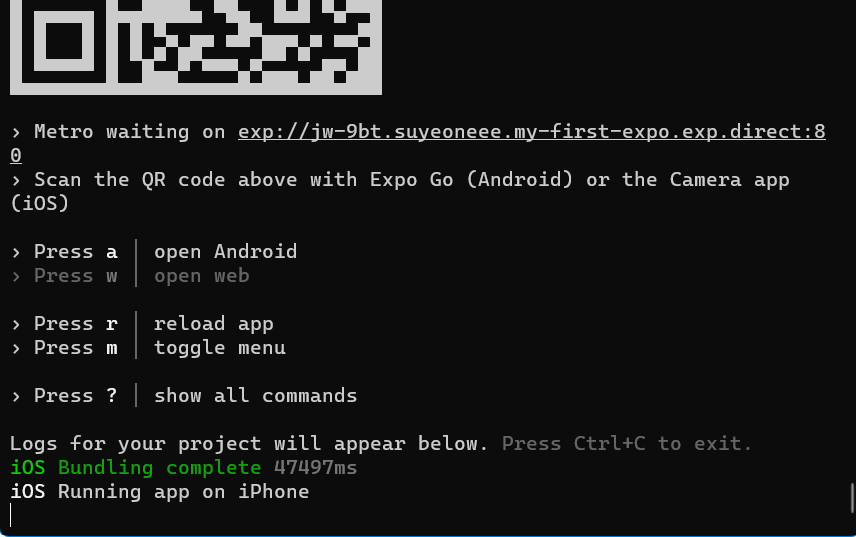 › Metro waiting on exp://jw-9bt.suyeoneee.my-first-expo.exp.direct:8
0
› Scan the QR code above with Expo Go (Android) or the Camera app
(iOS)
› Press a │ open Android
› Press w │ open web
› Press r │ reload app
› Press m │ toggle menu
› Press ? │ show all commands
Logs for your project will appear below. Press Ctrl+C to exit.
iOS Bundling complete 47497ms
iOS Running app on iPhone